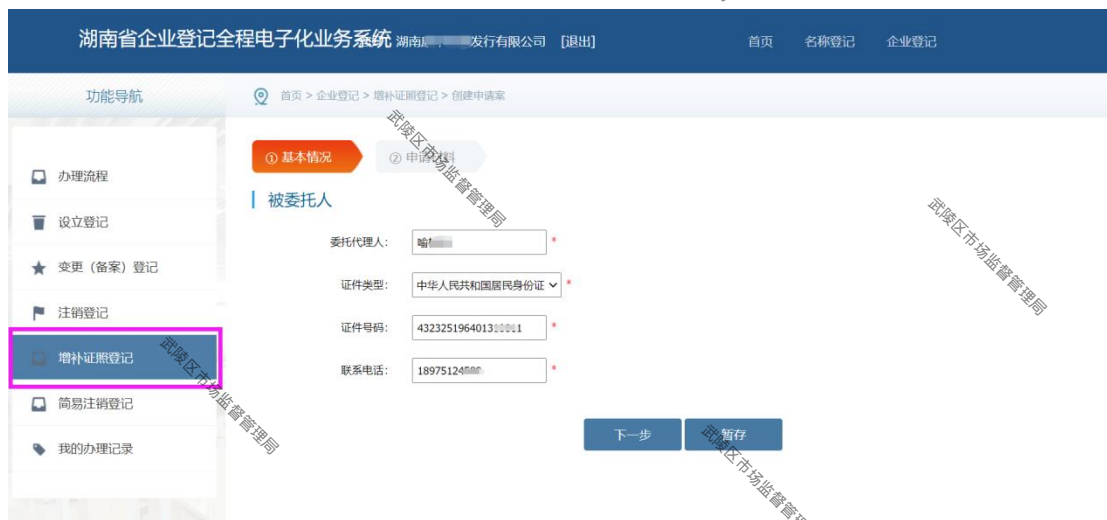 湖南省企业登记全程电子化业务系统 湖南 发行有限公司 [退出] 首页 名称登记 企业登记
功能导航
首页 > 企业登记 > 增补证照登记 > 创建申请案
① 基本情况 ② 申请材料
被委托人
办理流程
设立登记
变更（备案）登记
注销登记
增补证照登记
简易注销登记
我的办理记录
委托代理人： 喻 *
证件类型： 中华人民共和国居民身份证 *
证件号码： 4323251964013 1 *
联系电话： 18975124 *
下一步 暂存
武陵区市场监督管理局
武陵区市场监督管理局
武陵区市场监督管理局
武陵区市场监督管理局